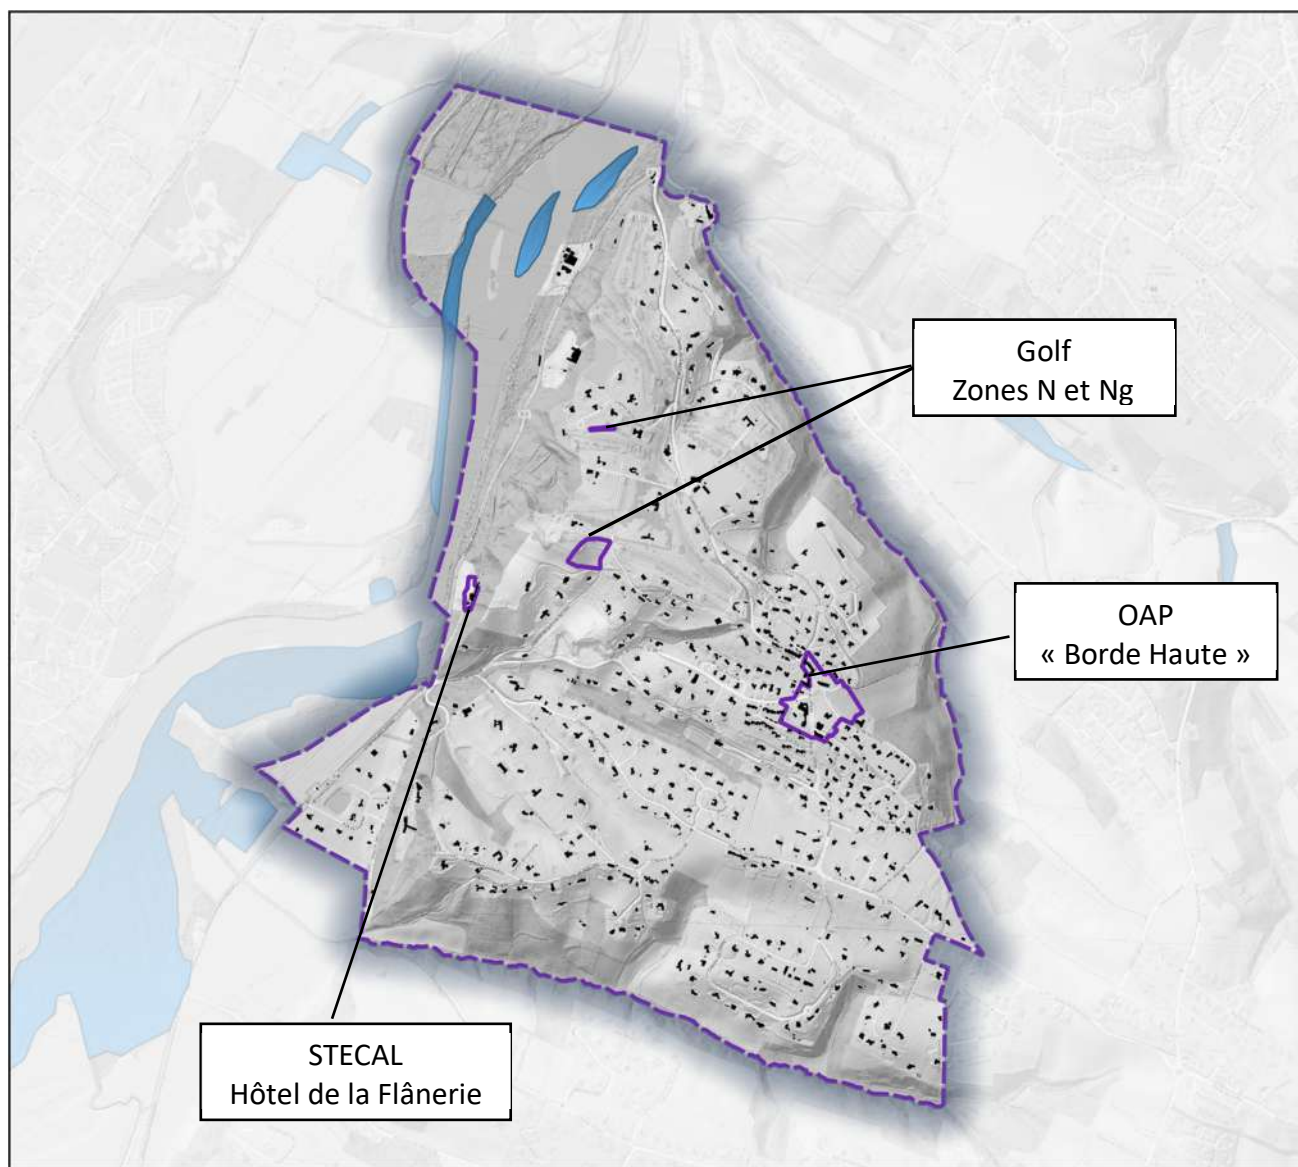 Golf
Zones N et Ng
OAP
« Borde Haute »
STECAL
Hôtel de la Flânerie